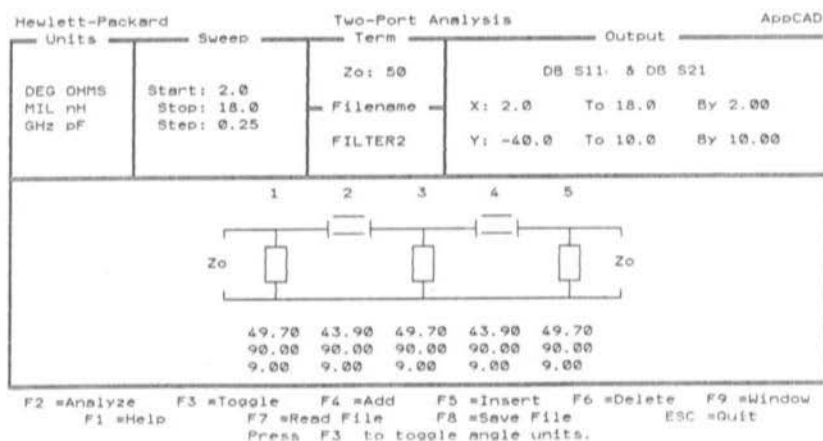 Hewlett-Packard Two-Port Analysis AppCAD
Units Sweep Term Output
Zo: 50 DB S11 & DB S21
DEG OHMS Start: 2.0
MIL nH Stop: 18.0 Filename X: 2.0 To 18.0 By 2.00
GHz pF Step: 0.25
FILTER2 Y: -40.0 To 10.0 By 10.00
1 2 3 4 5
Zo Zo
49.70 43.90 49.70 43.90 49.70
90.00 90.00 90.00 90.00 90.00
9.00 9.00 9.00 9.00 9.00
F2 =Analyze F3 =Toggle F4 =Add F5 =Insert F6 =Delete F9 =Window
F1 =Help F7 =Read File F8 =Save File ESC =Quit
Press F3 to toggle angle units.